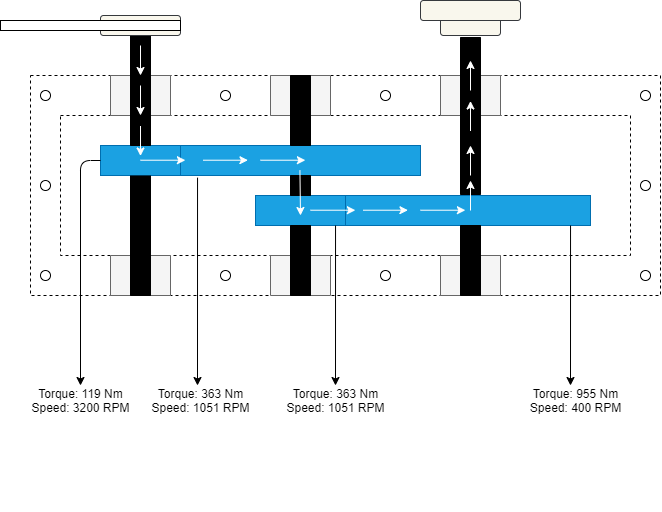 Torque: 119 Nm
Speed: 3200 RPM
Torque: 363 Nm
Speed: 1051 RPM
Torque: 363 Nm
Speed: 1051 RPM
Torque: 955 Nm
Speed: 400 RPM